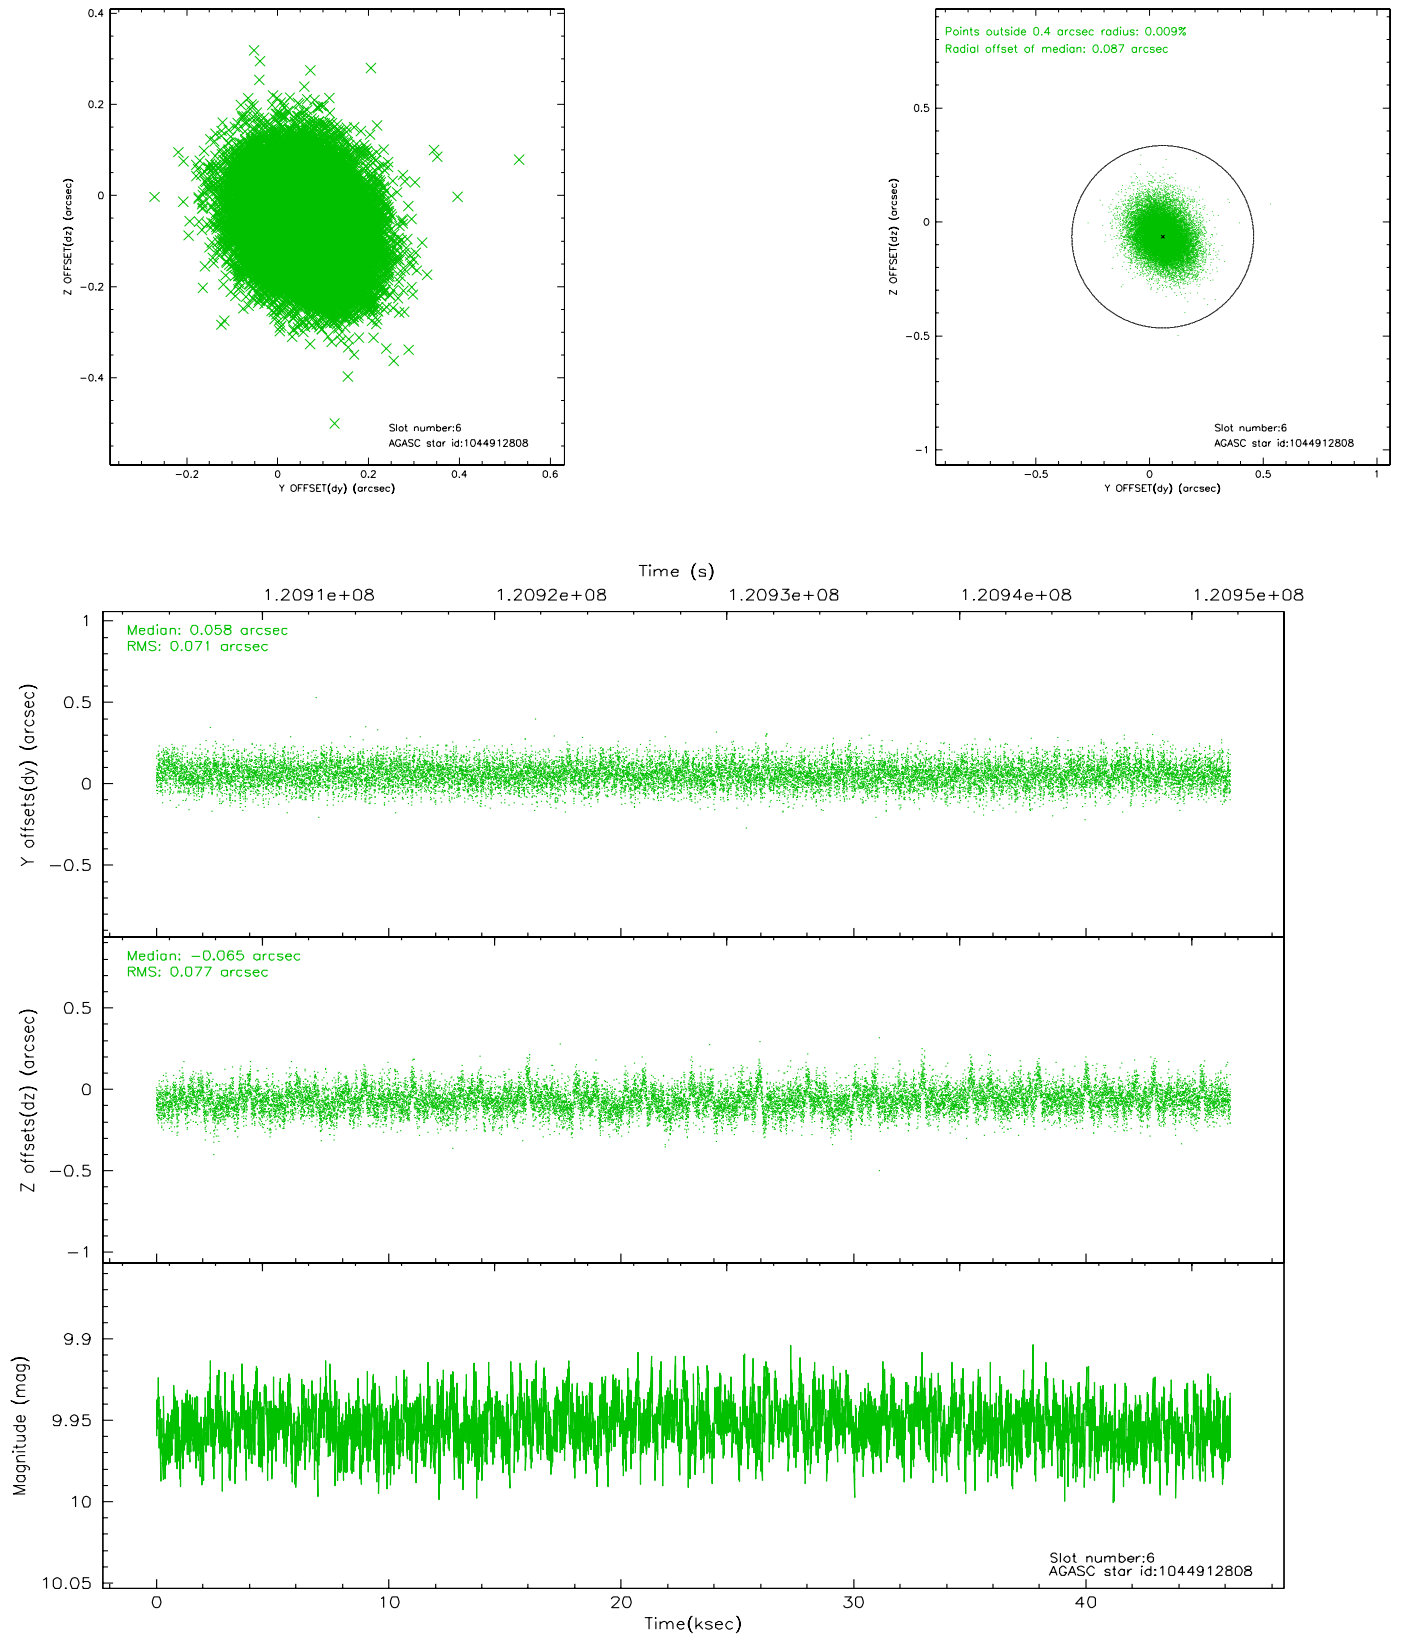 0.4
0.2
0
−0.2
−0.4
Z OFFSET(dz) (arcsec)
Slot number:6
AGASC star id:1044912808
−0.2 0 0.2 0.4 0.6
Y OFFSET(dy) (arcsec)
Points outside 0.4 arcsec radius: 0.009%
Radial offset of median: 0.087 arcsec
0.5
0
−0.5
−1
Z OFFSET(dz) (arcsec)
Slot number:6
AGASC star id:1044912808
−0.5 0 0.5 1
Y OFFSET(dy) (arcsec)
Time (s)
1.2091e+08 1.2092e+08 1.2093e+08 1.2094e+08 1.2095e+08
Median: 0.058 arcsec
RMS: 0.071 arcsec
1
0.5
0
−0.5
Y offsets(dy) (arcsec)
Median: −0.065 arcsec
RMS: 0.077 arcsec
0.5
0
−0.5
−1
Z offsets(dz) (arcsec)
9.9
9.95
10
10.05
Magnitude (mag)
Slot number:6
AGASC star id:1044912808
0 10 20 30 40
Time(ksec)